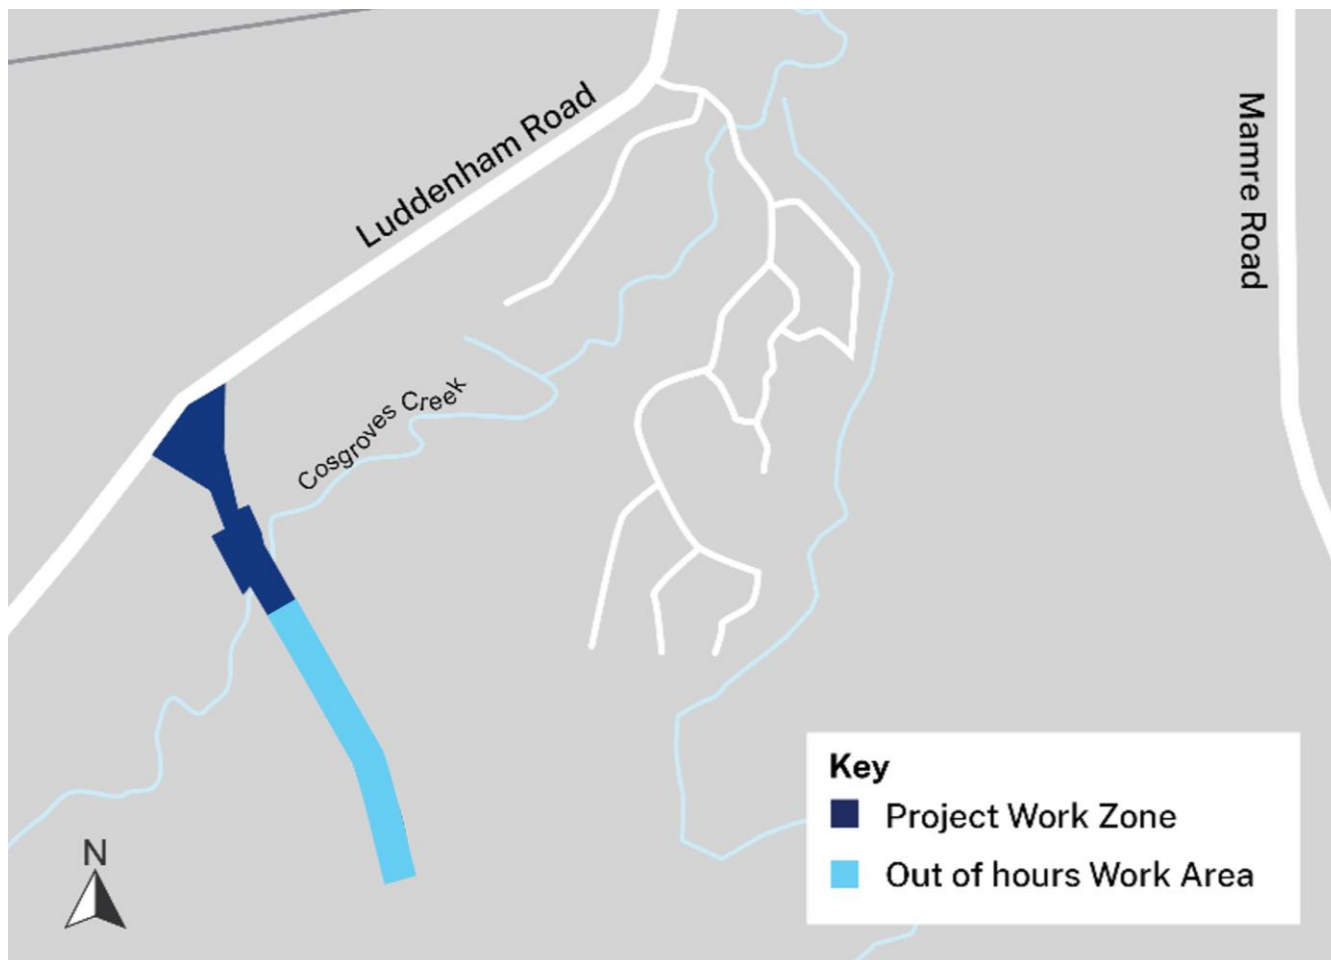 Luddenham Road
Mamre Road
Cosgroves Creek
Key
Project Work Zone
Out of hours Work Area
N